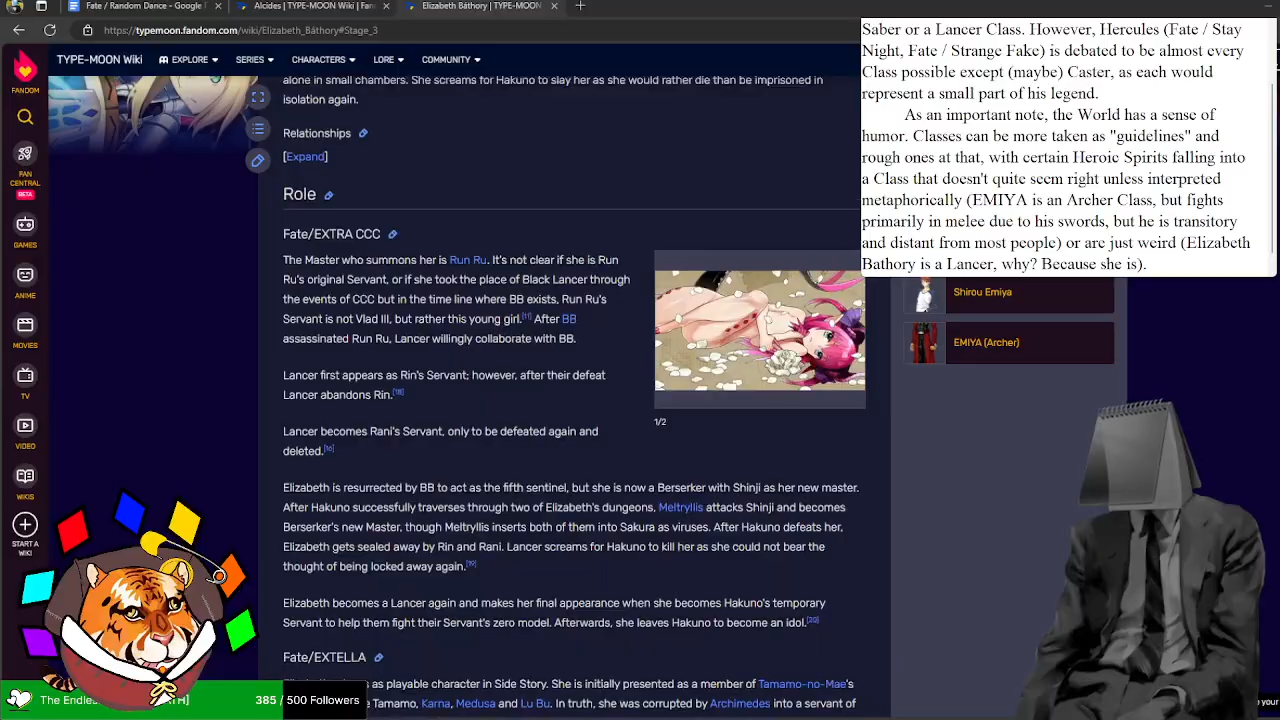 Fate / Random Dance - Google
Alcides | TYPE-MOON Wiki | Fan
Elizabeth Báthory | TYPE-MOON
https://typemoon.fandom.com/wiki/Elizabeth_Báthory#Stage_3
FANDOM
FAN
CENTRAL
BETA
GAMES
ANIME
MOVIES
TV
VIDEO
WIKIS
START A
WIKI
TYPE-MOON Wiki
EXPLORE
SERIES
CHARACTERS
LORE
COMMUNITY
alone in small chambers. She screams for Hakuno to slay her as she would rather die than be imprisoned in
isolation again.
Relationships
[Expand]
Role
Fate/EXTRA CCC
The Master who summons her is Run Ru. It's not clear if she is Run
Ru's original Servant, or if she took the place of Black Lancer through
the events of CCC but in the time line where BB exists, Run Ru's
Servant is not Vlad III, but rather this young girl.[11] After BB
assassinated Run Ru, Lancer willingly collaborate with BB.
Lancer first appears as Rin's Servant; however, after their defeat
Lancer abandons Rin.[18]
Lancer becomes Rani's Servant, only to be defeated again and
deleted.[16]
1/2
Elizabeth is resurrected by BB to act as the fifth sentinel, but she is now a Berserker with Shinji as her new master.
After Hakuno successfully traverses through two of Elizabeth's dungeons, Meltryllis attacks Shinji and becomes
Berserker's new Master, though Meltryllis inserts both of them into Sakura as viruses. After Hakuno defeats her,
Elizabeth gets sealed away by Rin and Rani. Lancer screams for Hakuno to kill her as she could not bear the
thought of being locked away again.[19]
Elizabeth becomes a Lancer again and makes her final appearance when she becomes Hakuno's temporary
Servant to help them fight their Servant's zero model. Afterwards, she leaves Hakuno to become an idol.[20]
Fate/EXTELLA
as playable character in Side Story. She is initially presented as a member of Tamamo-no-Mae's
Tamamo, Karna, Medusa and Lu Bu. In truth, she was corrupted by Archimedes into a servant of
Saber or a Lancer Class. However, Hercules (Fate / Stay
Night, Fate / Strange Fake) is debated to be almost every
Class possible except (maybe) Caster, as each would
represent a small part of his legend.
As an important note, the World has a sense of
humor. Classes can be more taken as "guidelines" and
rough ones at that, with certain Heroic Spirits falling into
a Class that doesn't quite seem right unless interpreted
metaphorically (EMIYA is an Archer Class, but fights
primarily in melee due to his swords, but he is transitory
and distant from most people) or are just weird (Elizabeth
Bathory is a Lancer, why? Because she is).
Shirou Emiya
EMIYA (Archer)
The Endles
385 / 500 Followers